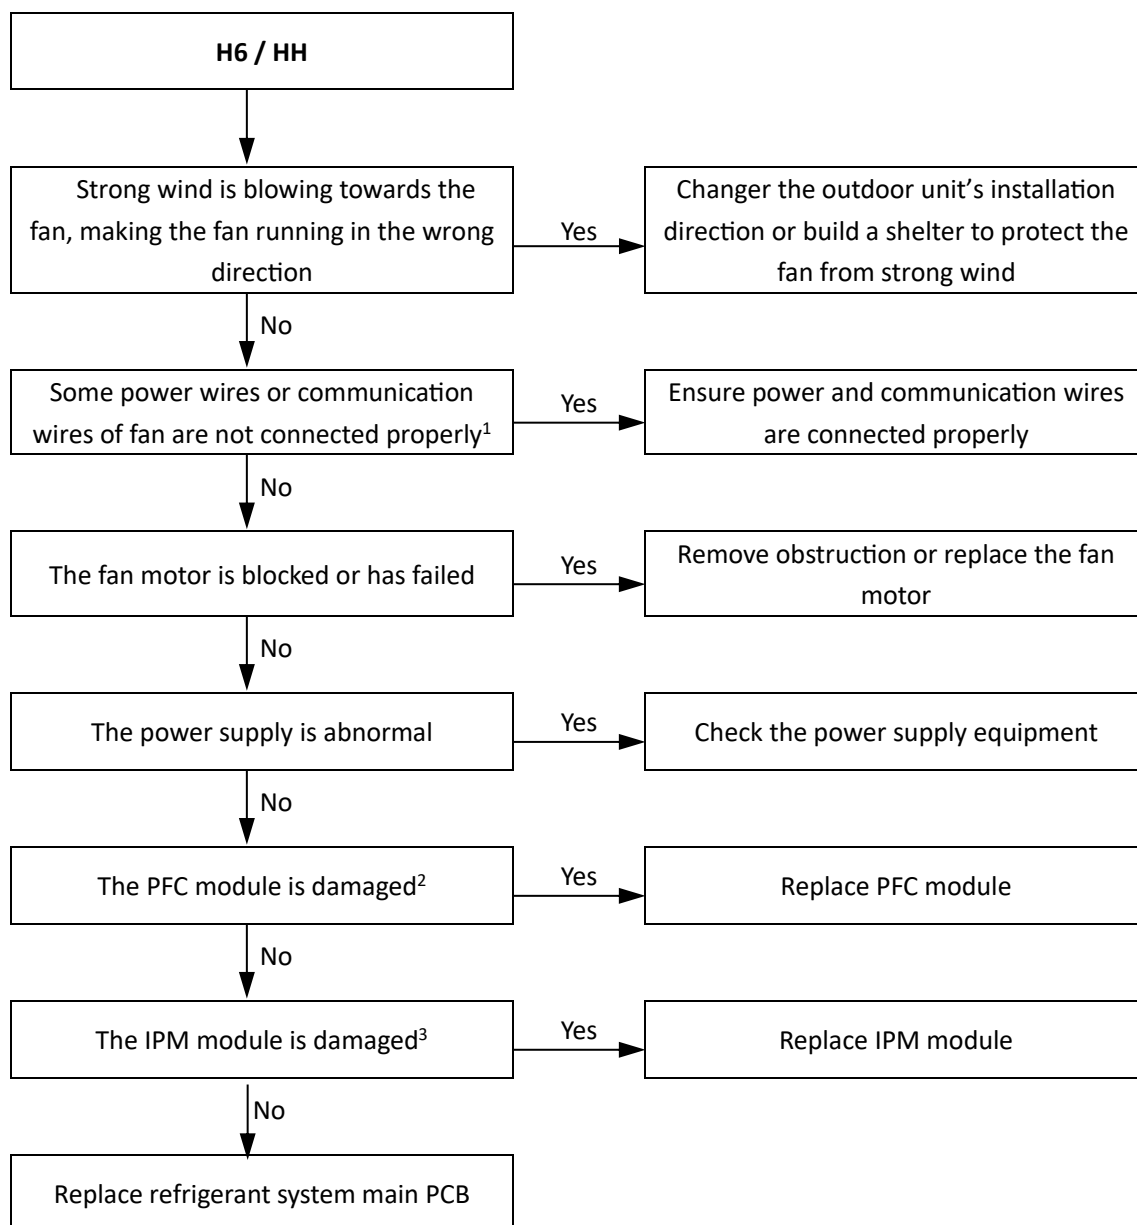 H6 / HH
Strong wind is blowing towards the
fan, making the fan running in the wrong
direction
Yes
Changer the outdoor unit’s installation
direction or build a shelter to protect the
fan from strong wind
No
Some power wires or communication
wires of fan are not connected properly¹
Yes
Ensure power and communication wires
are connected properly
No
The fan motor is blocked or has failed
Yes
Remove obstruction or replace the fan
motor
No
The power supply is abnormal
Yes
Check the power supply equipment
No
The PFC module is damaged²
Yes
Replace PFC module
No
The IPM module is damaged³
Yes
Replace IPM module
No
Replace refrigerant system main PCB